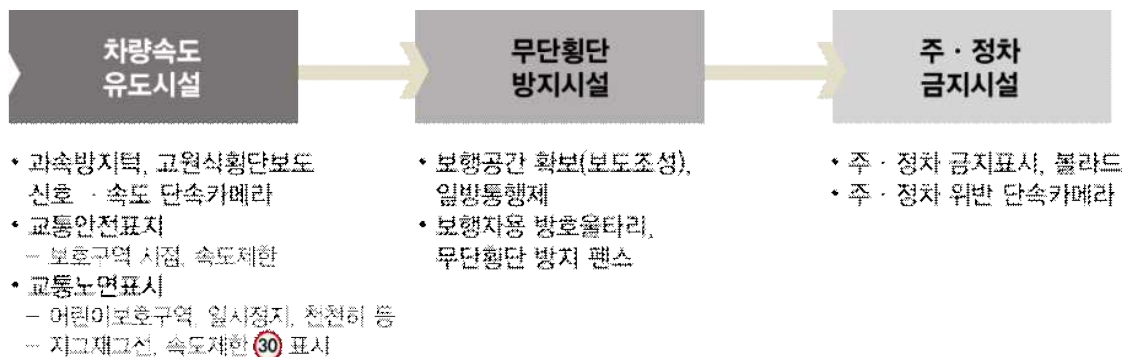 차량속도
유도시설
무단횡단
방지시설
주 · 정차
금지시설
• 과속방지턱, 고원식횡단보도
신호 · 속도 단속카메라
• 교통안전표지
– 보호구역 시점, 속도제한
• 교통노면표시
– 어린이보호구역, 일시정지, 천천히 등
– 지그재그선, 속도제한 30 표시
• 보행공간 확보(보도조성),
일방통행제
• 보행자용 방호울타리,
무단횡단 방지 펜스
• 주 · 정차 금지표시, 볼라드
• 주 · 정차 위반 단속카메라